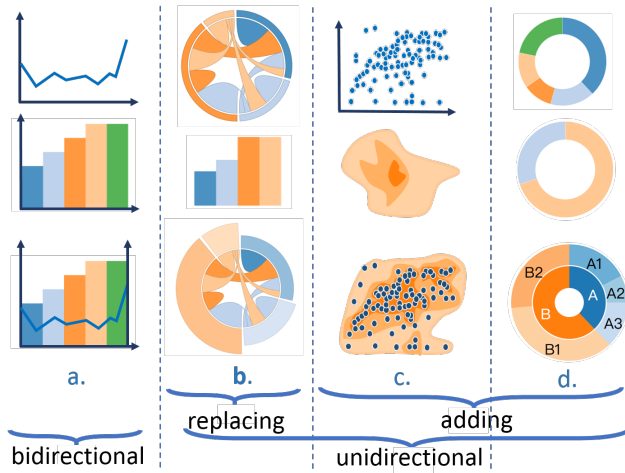 A1
B2
A
A2
B
A3
B1
a. b. c. d.
replacing adding
bidirectional unidirectional